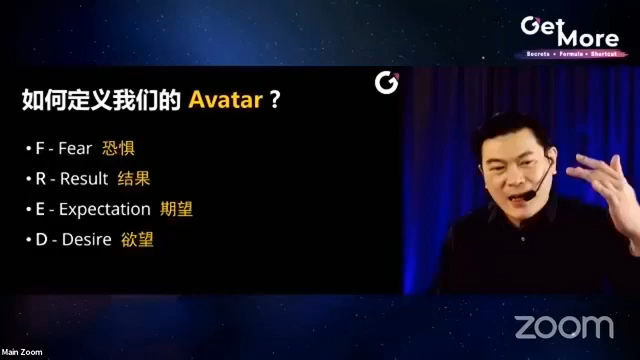 Get More
Secrets • Formula • Shortcut
如何定义我们的 Avatar ?
• F - Fear 恐惧
• R - Result 结果
• E - Expectation 期望
• D - Desire 欲望
zoom
Main Zoom